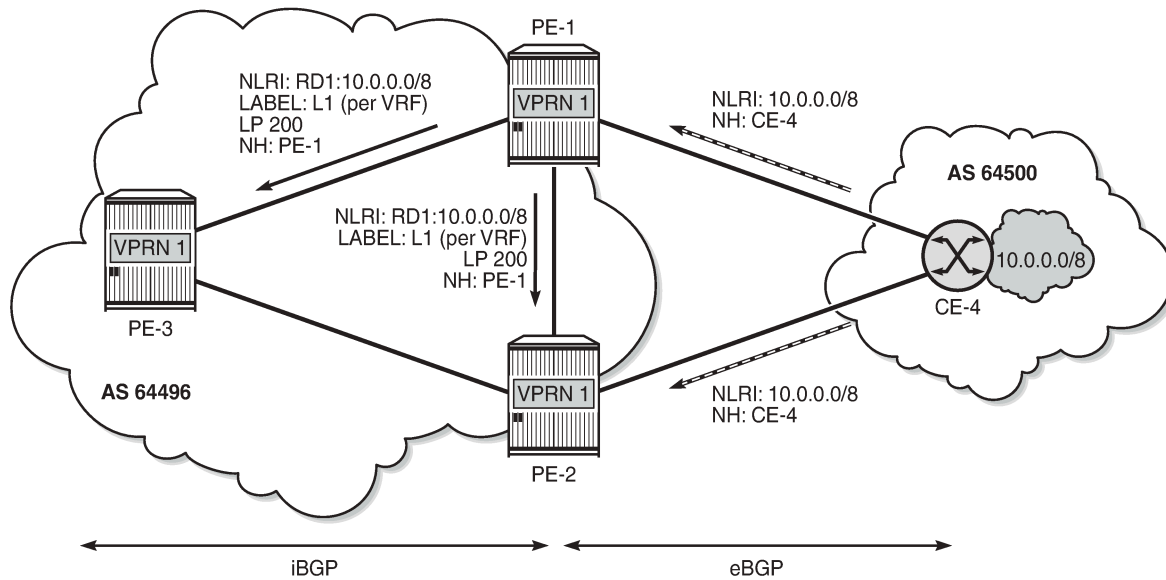 PE-1
NLRI: RD1:10.0.0.0/8
LABEL: L1 (per VRF)
LP 200
NH: PE-1
VPRN 1
NLRI: 10.0.0.0/8
NH: CE-4
AS 64500
NLRI: RD1:10.0.0.0/8
LABEL: L1 (per VRF)
LP 200
NH: PE-1
VPRN 1
10.0.0.0/8
CE-4
PE-3
AS 64496
VPRN 1
NLRI: 10.0.0.0/8
NH: CE-4
PE-2
iBGP
eBGP